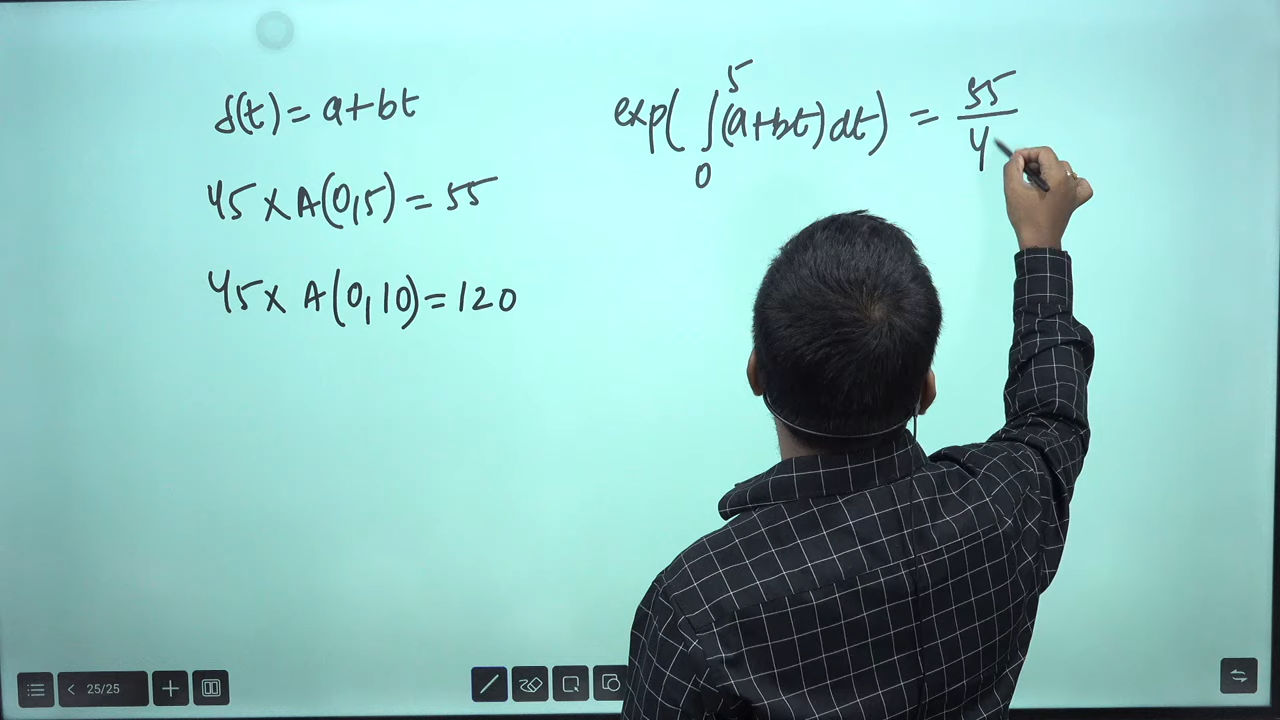 δ(t) = a+bt
45 x A(0,5) = 55
45 x A(0,10) = 120
exp( ∫₀⁵ (a+bt) dt) = 55/4
25/25